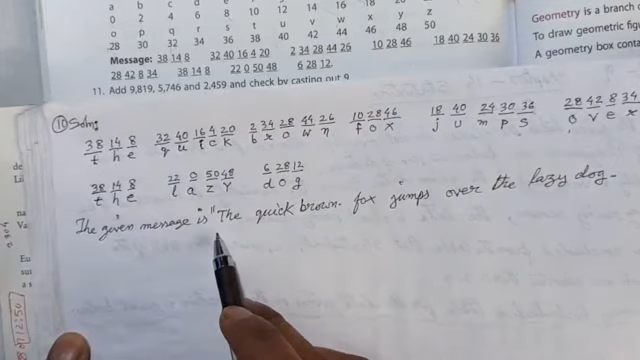 a b c d e
0 2 4 6 8 10 12 14 16 18
o p q r s t u v w x y z
28 30 32 34 36 38 40 42 44 46 48 50
Message: 38 14 8 32 40 16 4 20 2 34 28 44 26 10 28 46 18 40 24 30 36
28 42 8 34 38 14 8 22 0 50 48 6 28 12.
11. Add 9,819, 5,746 and 2,459 and check by casting out 9
Geometry is a branch
To draw geometric figur
A geometry box contai
10 Soln:
38 14 8 32 40 16 4 20 2 34 28 44 26 10 28 46 18 40 24 30 36 28 42 8 34
t h e q u i c k b r o w n f o x j u m p s o v e r
38 14 8 22 0 50 48 6 28 12
t h e l a z y d o g
The given message is "The quick brown fox jumps over the lazy dog.